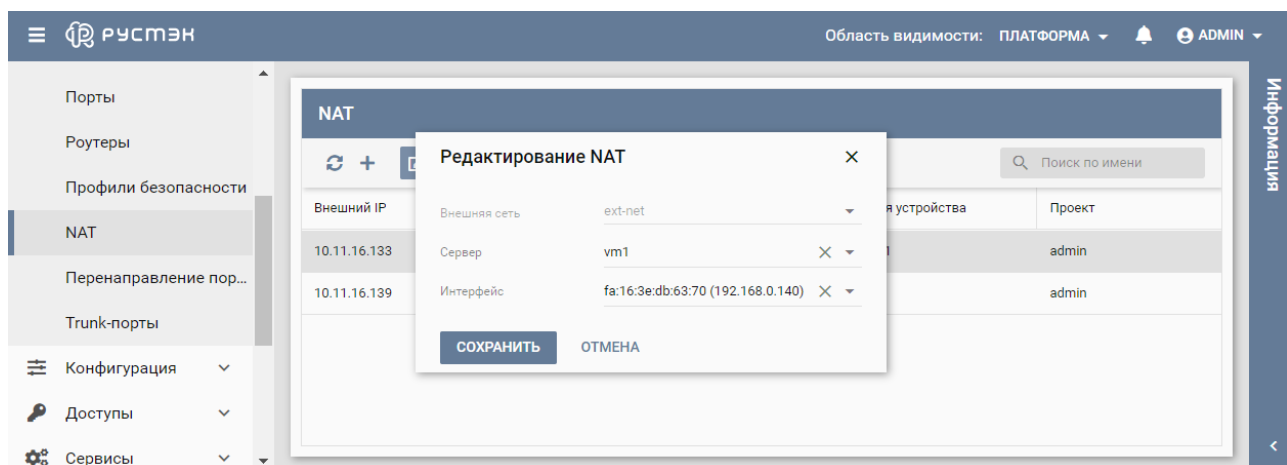 РУСТЭК
Область видимости: ПЛАТФОРМА
ADMIN
Порты
Роутеры
Профили безопасности
NAT
Перенаправление пор...
Trunk-порты
Конфигурация
Доступы
Сервисы
NAT
Поиск по имени
Внешний IP
я устройства
Проект
10.11.16.133
admin
10.11.16.139
admin
Редактирование NAT
Внешняя сеть
ext-net
Сервер
vm1
Интерфейс
fa:16:3e:db:63:70 (192.168.0.140)
СОХРАНИТЬ
ОТМЕНА
Информация